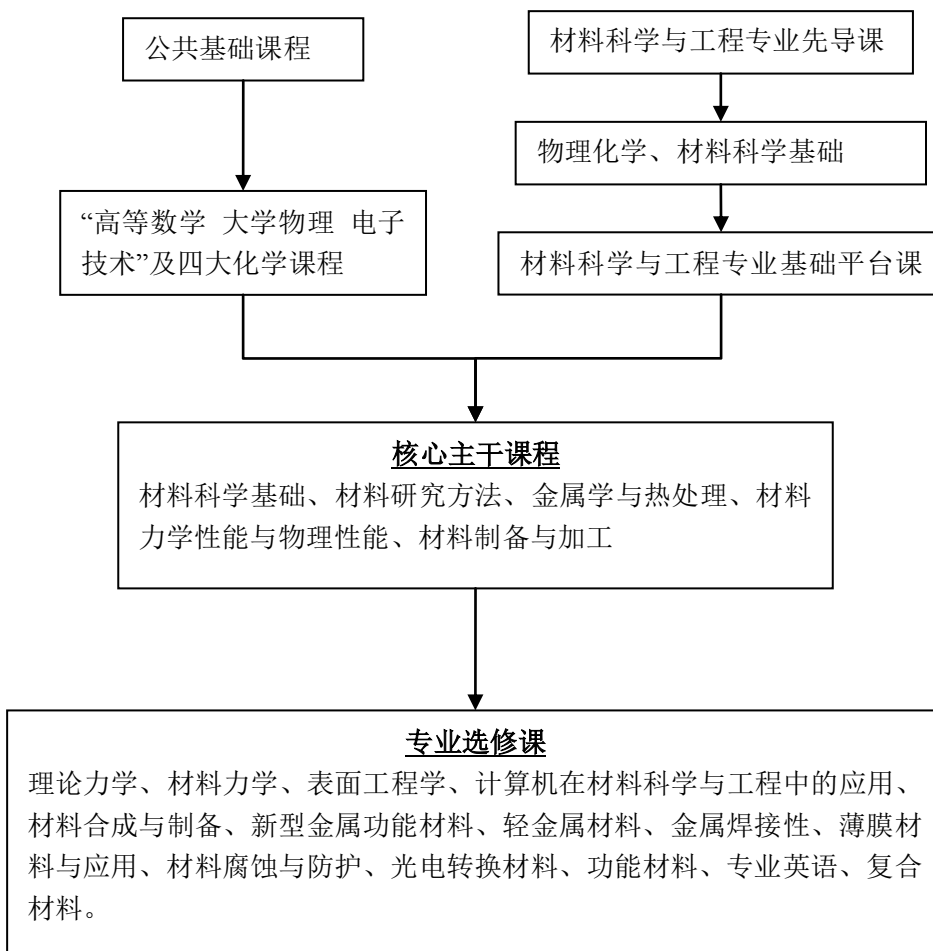 公共基础课程
材料科学与工程专业先导课
物理化学、材料科学基础
“高等数学 大学物理 电子
技术”及四大化学课程
材料科学与工程专业基础平台课
核心主干课程
材料科学基础、材料研究方法、金属学与热处理、材料
力学性能与物理性能、材料制备与加工
专业选修课
理论力学、材料力学、表面工程学、计算机在材料科学与工程中的应用、
材料合成与制备、新型金属功能材料、轻金属材料、金属焊接性、薄膜材
料与应用、材料腐蚀与防护、光电转换材料、功能材料、专业英语、复合
材料。